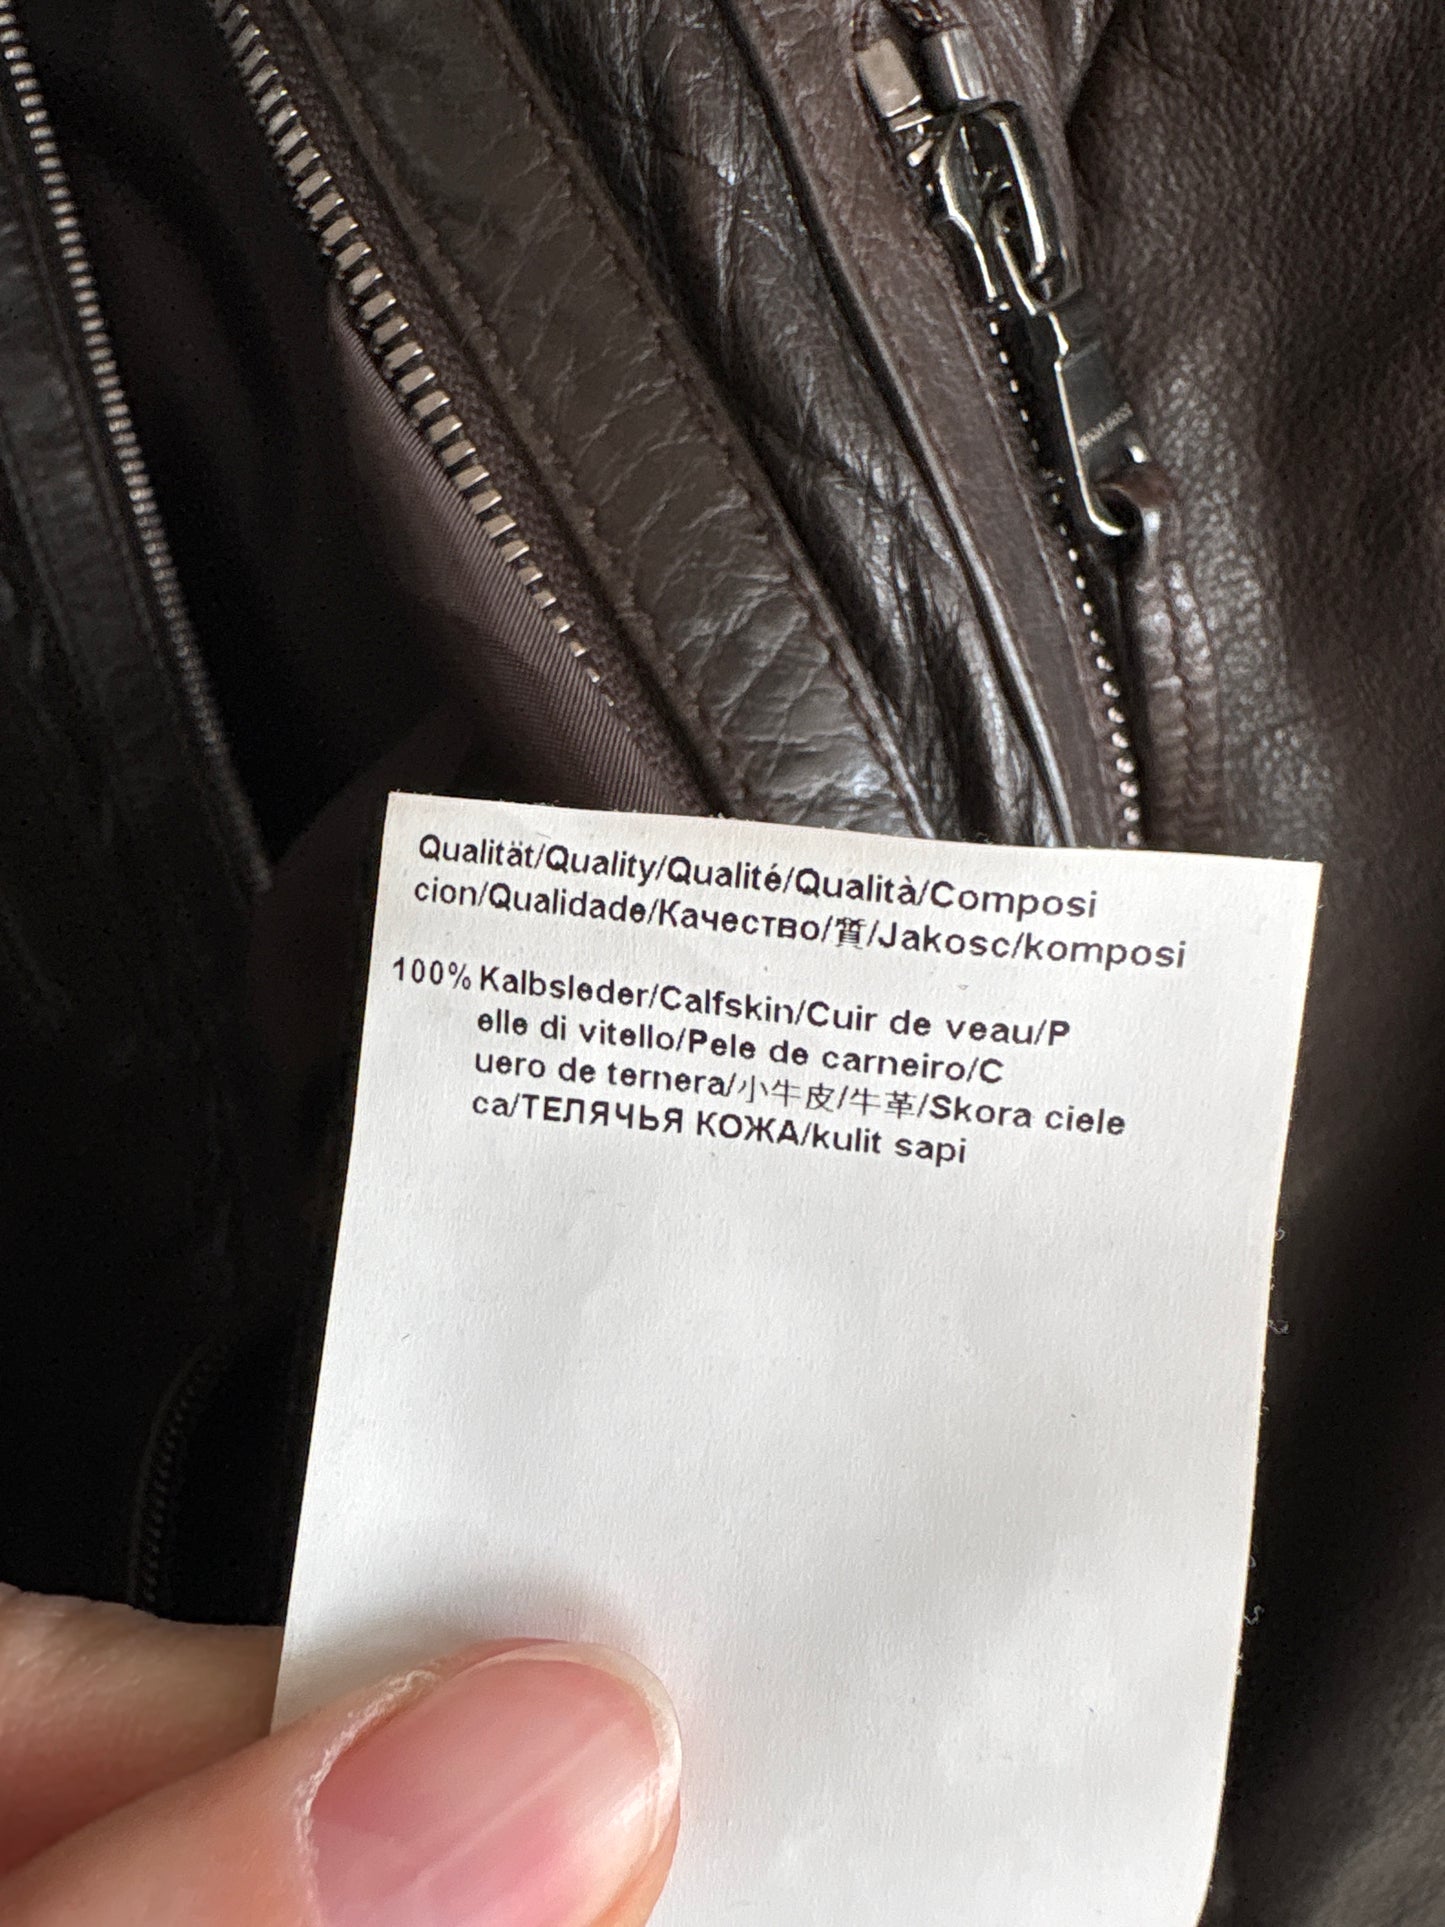 Qualität/Quality/Qualité/Qualità/Composi
cion/Qualidade/Качество/質/Jakosc/komposi
100% Kalbsleder/Calfskin/Cuir de veau/P
elle di vitello/Pele de carneiro/C
uero de ternera/小牛皮/牛革/Skora ciele
ca/ТЕЛЯЧЬЯ КОЖА/kulit sapi